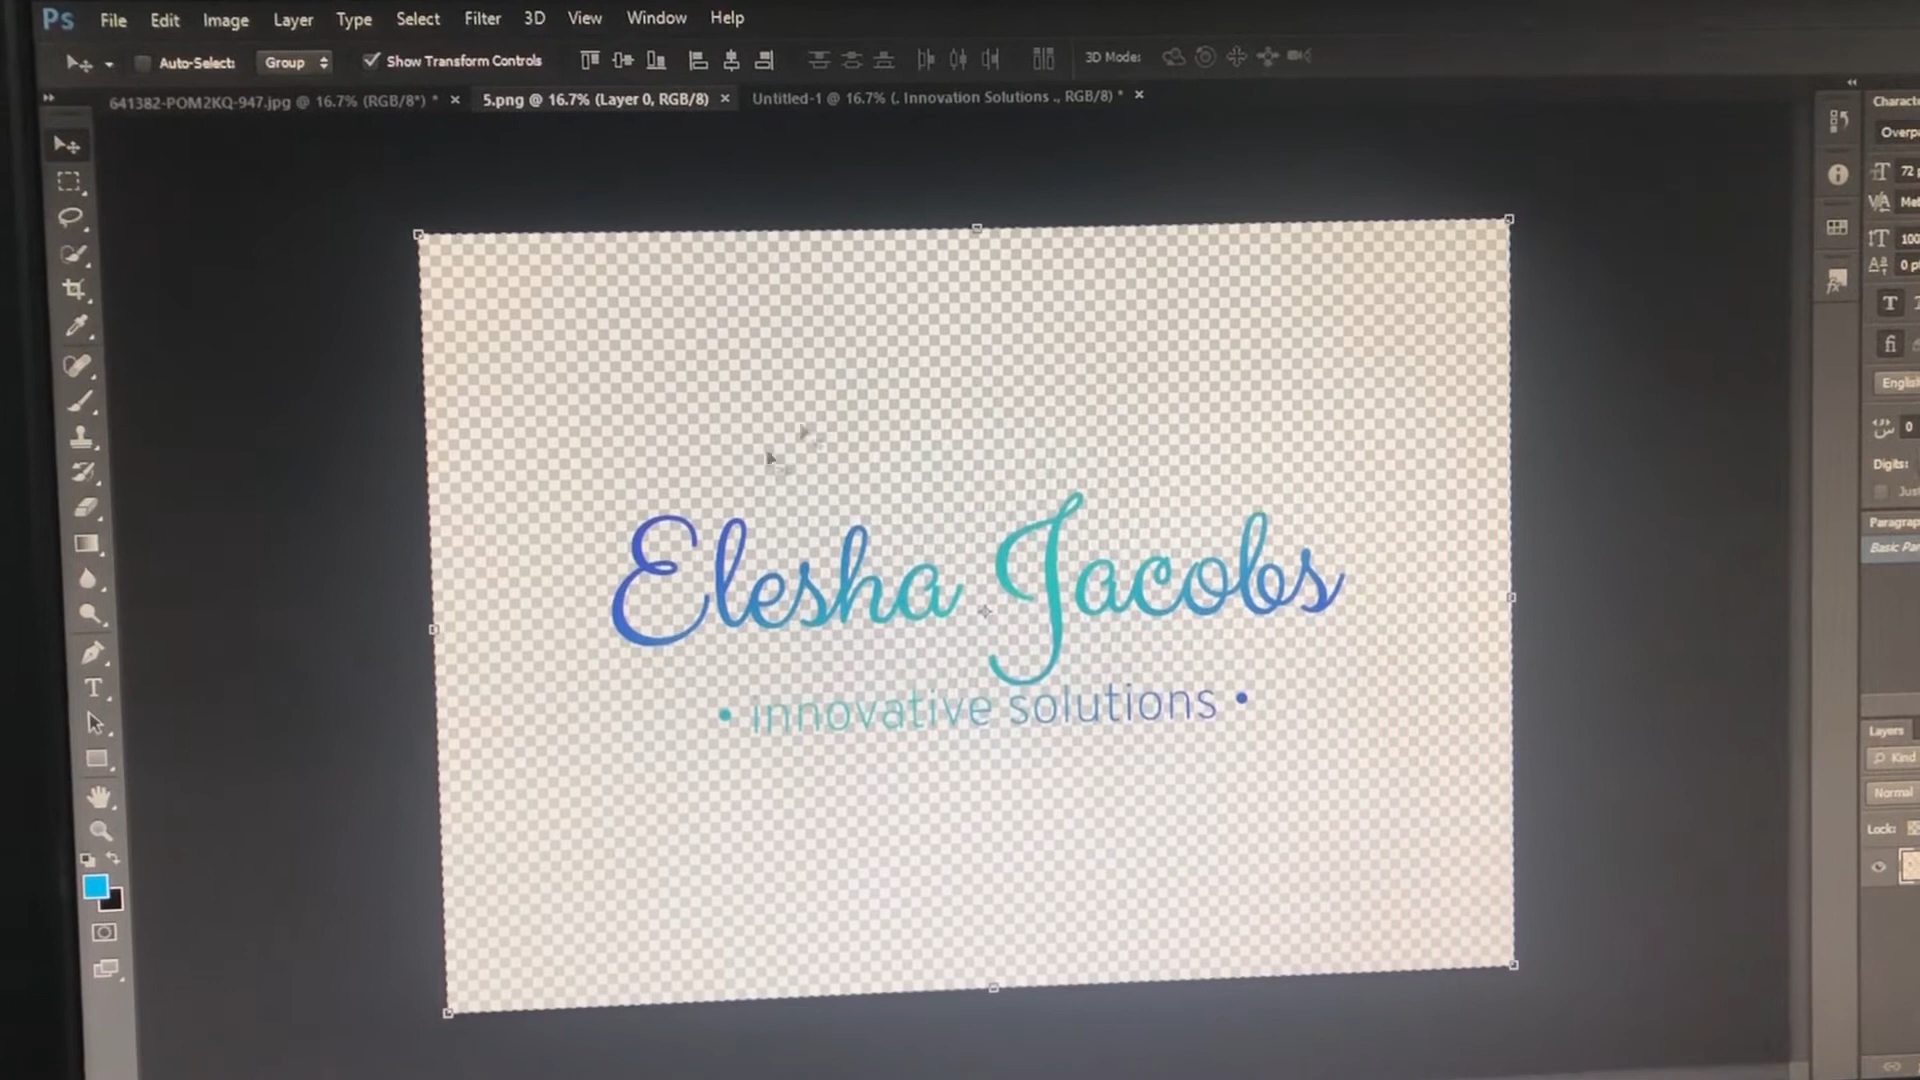 Ps File Edit Image Layer Type Select Filter 3D View Window Help
Auto-Select: Group Show Transform Controls 3D Mode:
641382-POM2KQ-947.jpg @ 16.7% (RGB/8*) * × 5.png @ 16.7% (Layer 0, RGB/8) × Untitled-1 @ 16.7% (. Innovation Solutions ., RGB/8) * ×
Elesha Jacobs
• innovative solutions •
Charact
Overp
72 p
Met
100
0 p
T
fi
English
0
Digits:
Jus
Paragrap
Basic Par
Layers
Kind
Normal
Lock: